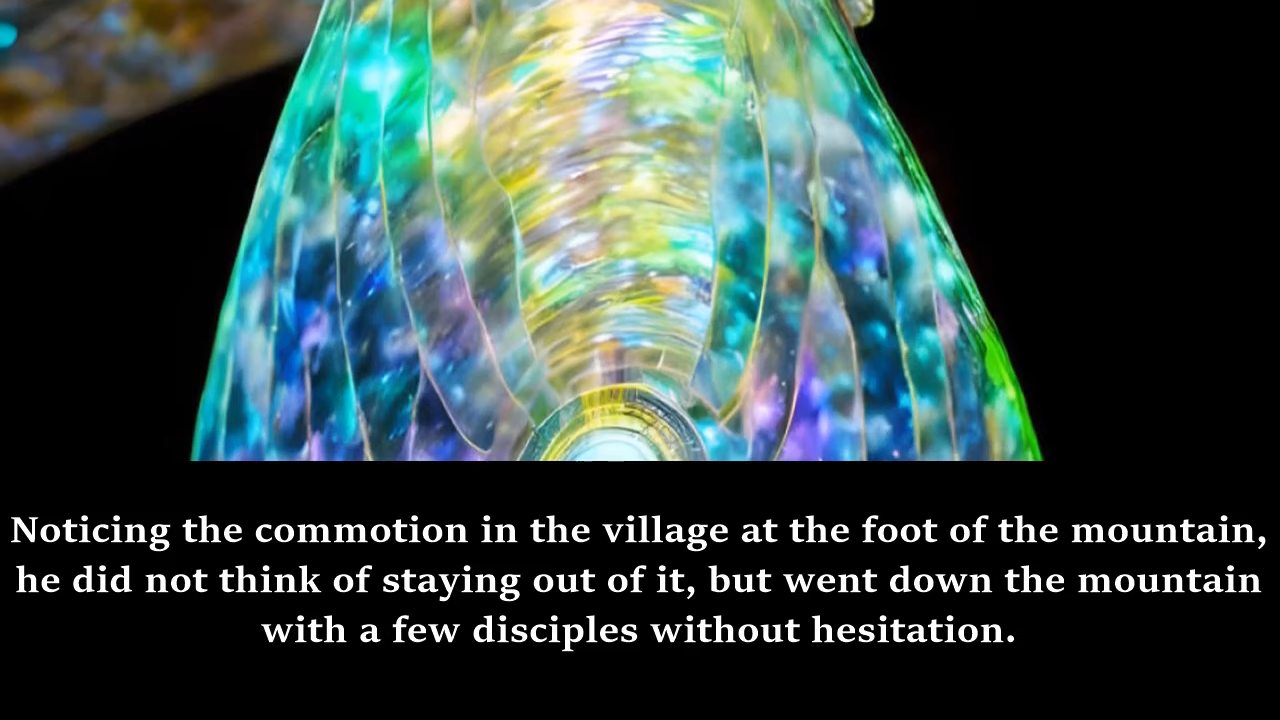 Noticing the commotion in the village at the foot of the mountain,
he did not think of staying out of it, but went down the mountain
with a few disciples without hesitation.